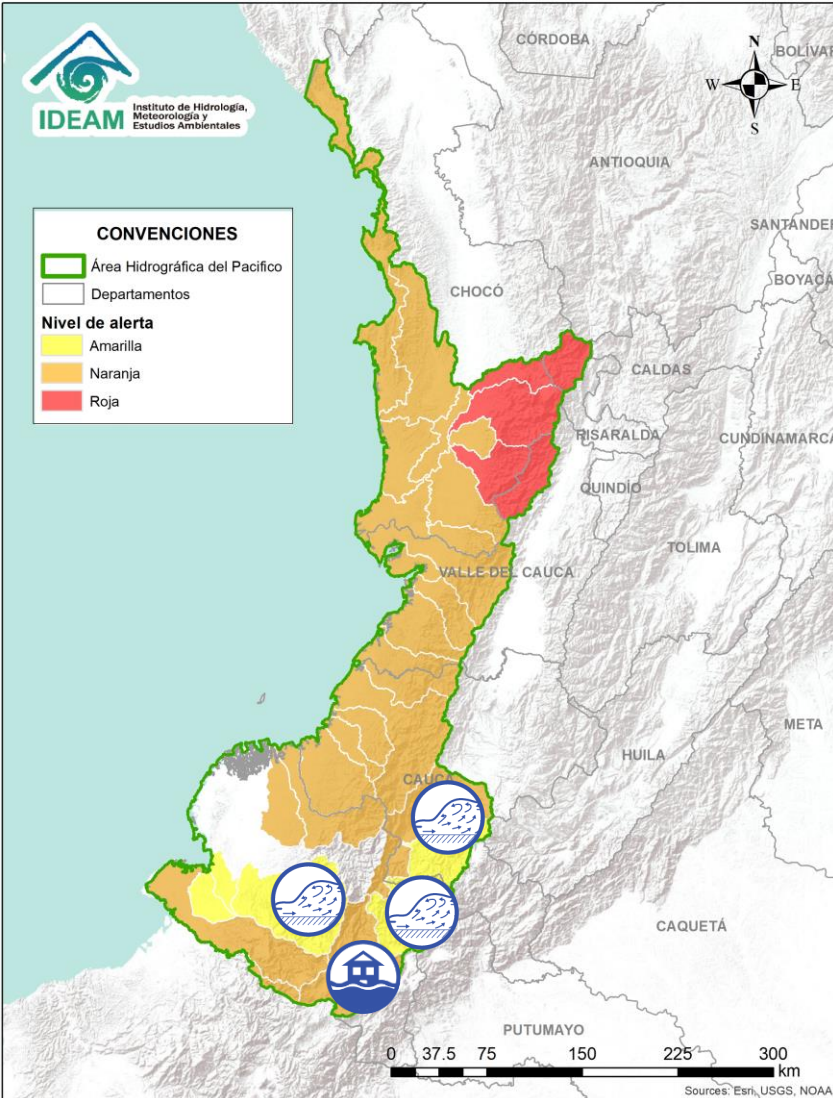 IDEAM
Instituto de Hidrología,
Meteorología y
Estudios Ambientales
CONVENCIONES
Área Hidrográfica del Pacifico
Departamentos
Nivel de alerta
Amarilla
Naranja
Roja
N
W
E
S
CÓRDOBA
BOLÍVAR
ANTIOQUIA
SANTANDER
BOYACÁ
CHOCÓ
CALDAS
RISARALDA
CUNDINAMARCA
QUINDÍO
TOLIMA
VALLE DEL CAUCA
META
HUILA
CAUCA
CAQUETÁ
PUTUMAYO
0 37.5 75 150 225 300
km
Sources: Esri, USGS, NOAA